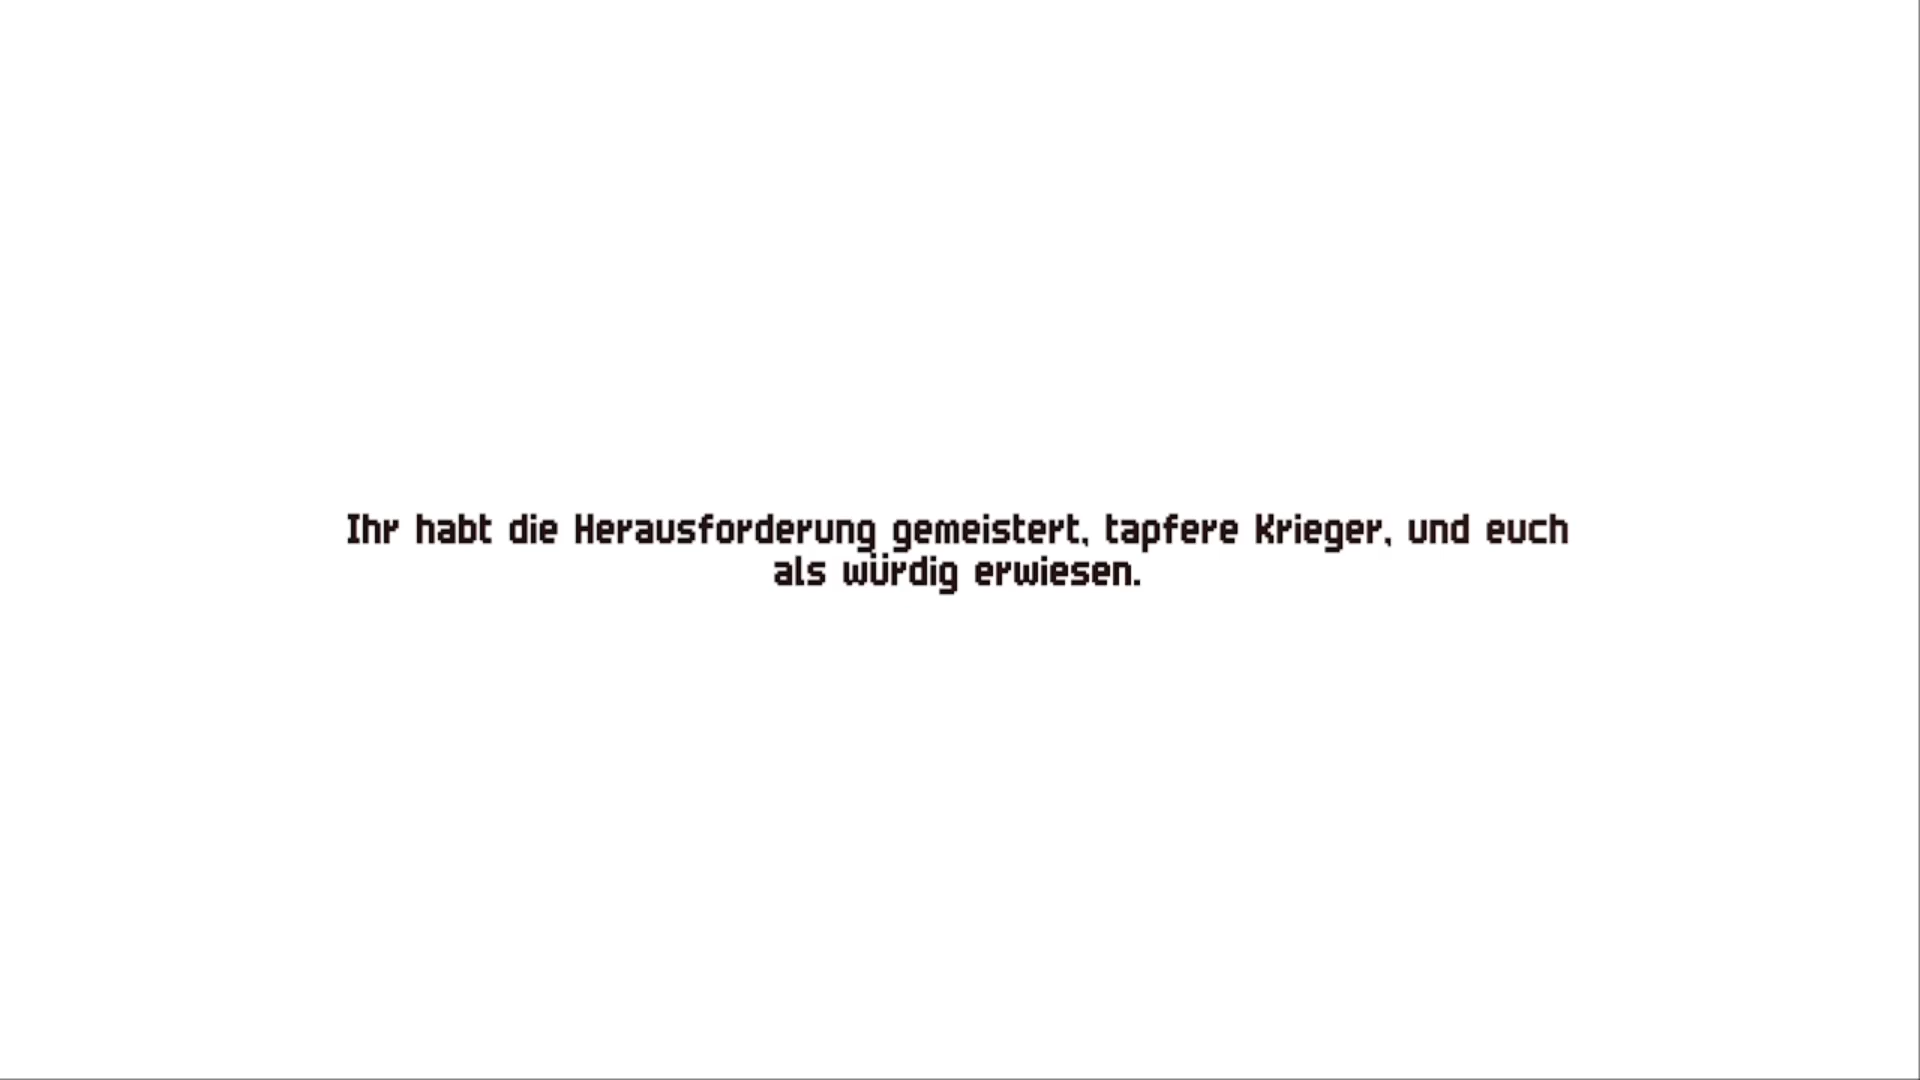 Ihr habt die Herausforderung gemeistert, tapfere Krieger, und euch
als würdig erwiesen.